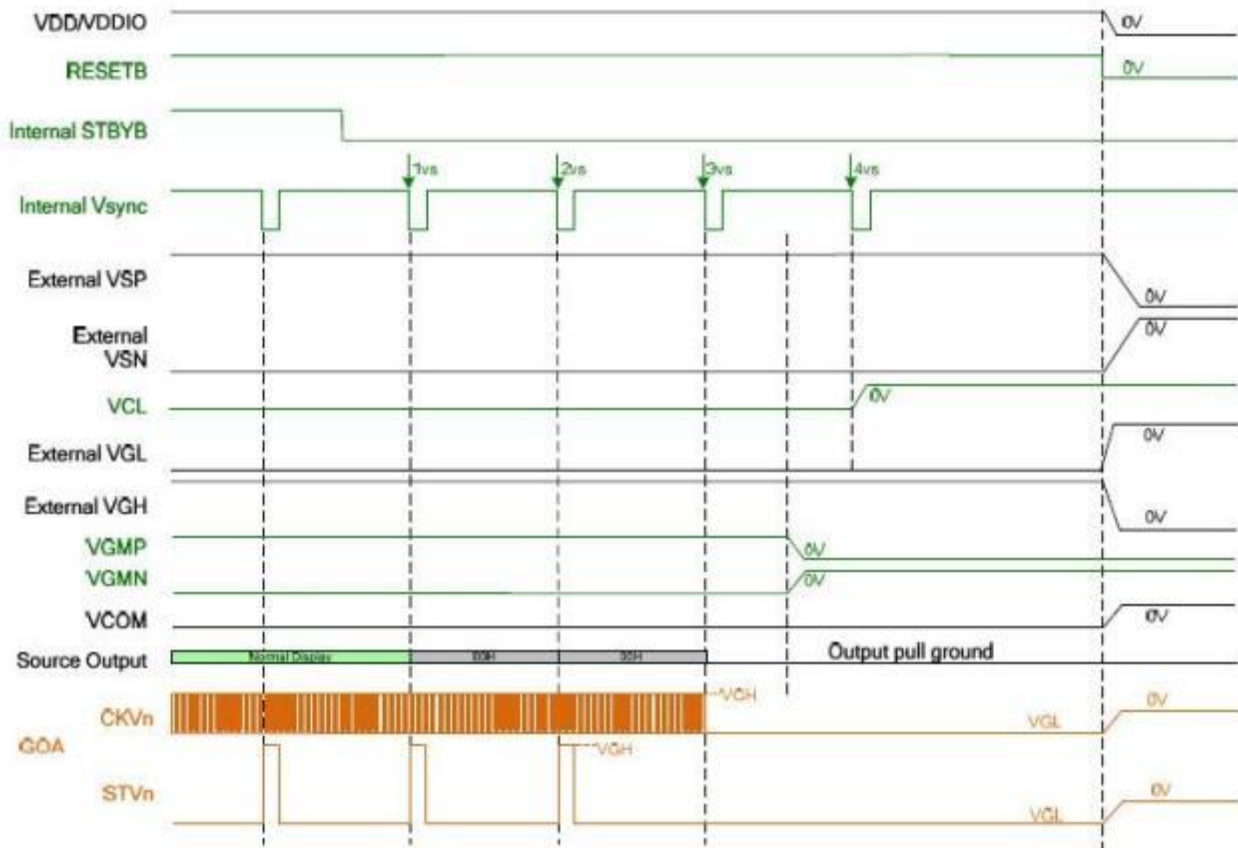 VDD/VDDIO
0V
RESETB
0V
Internal STBYB
1vs 2vs 3vs 4vs
Internal Vsync
External VSP
0V
External
VSN
0V
VCL
0V
External VGL
0V
External VGH
0V
VGMP
0V
VGMN
0V
VCOM
0V
Source Output
Normal Display
00H
00H
Output pull ground
CKVn
VGH
VGL
0V
GOA
VGH
STVn
VGL
0V